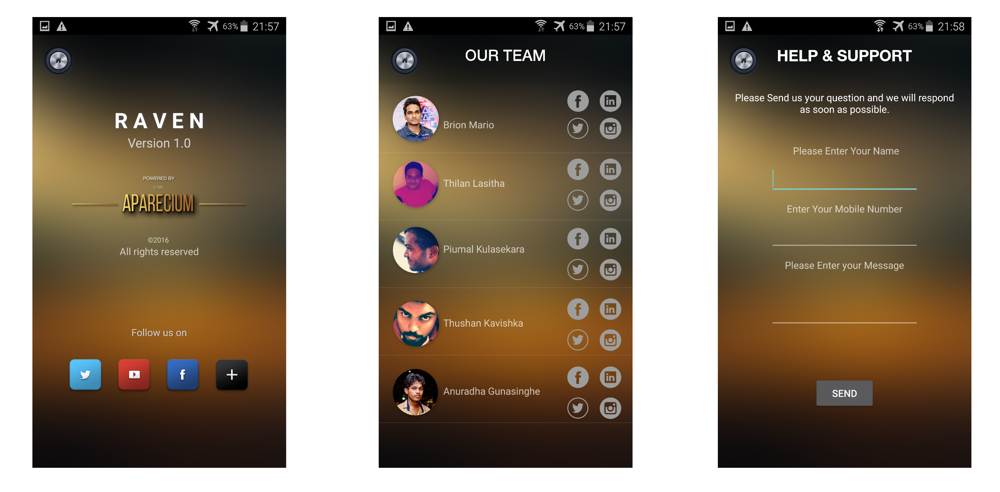 63% 21:57
RAVEN
Version 1.0
POWERED BY
TEAM
APARECIUM
©2016
All rights reserved
Follow us on
63% 21:57
OUR TEAM
Brion Mario
Thilan Lasitha
Piumal Kulasekara
Thushan Kavishka
Anuradha Gunasinghe
63% 21:58
HELP & SUPPORT
Please Send us your question and we will respond
as soon as possible.
Please Enter Your Name
Enter Your Mobile Number
Please Enter your Message
SEND